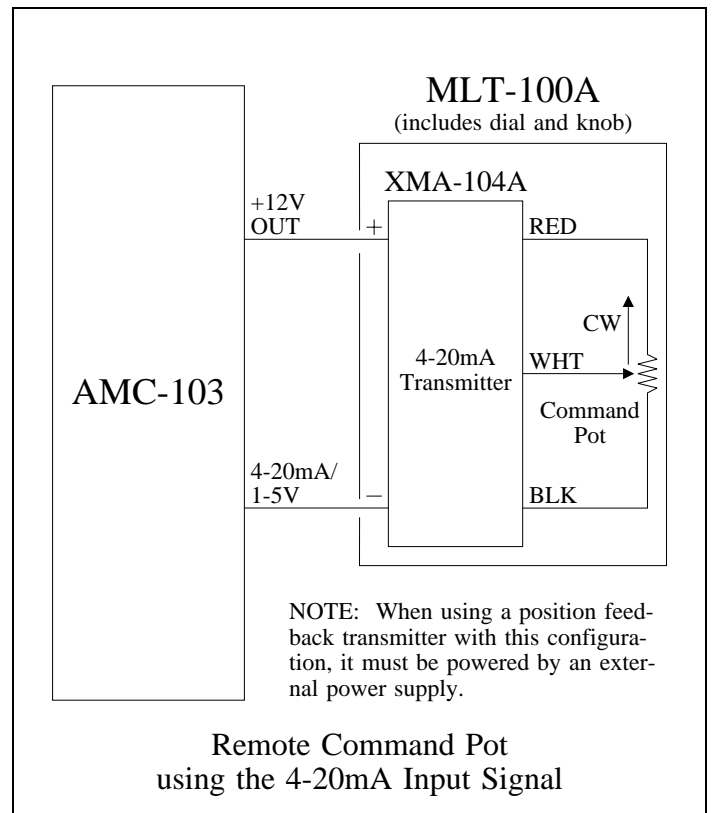 MLT-100A
(includes dial and knob)
XMA-104A
+12V
OUT
+
RED
CW
AMC-103
4-20mA
Transmitter
WHT
Command
Pot
4-20mA/
1-5V
−
BLK
NOTE: When using a position feed-
back transmitter with this configura-
tion, it must be powered by an exter-
nal power supply.
Remote Command Pot
using the 4-20mA Input Signal